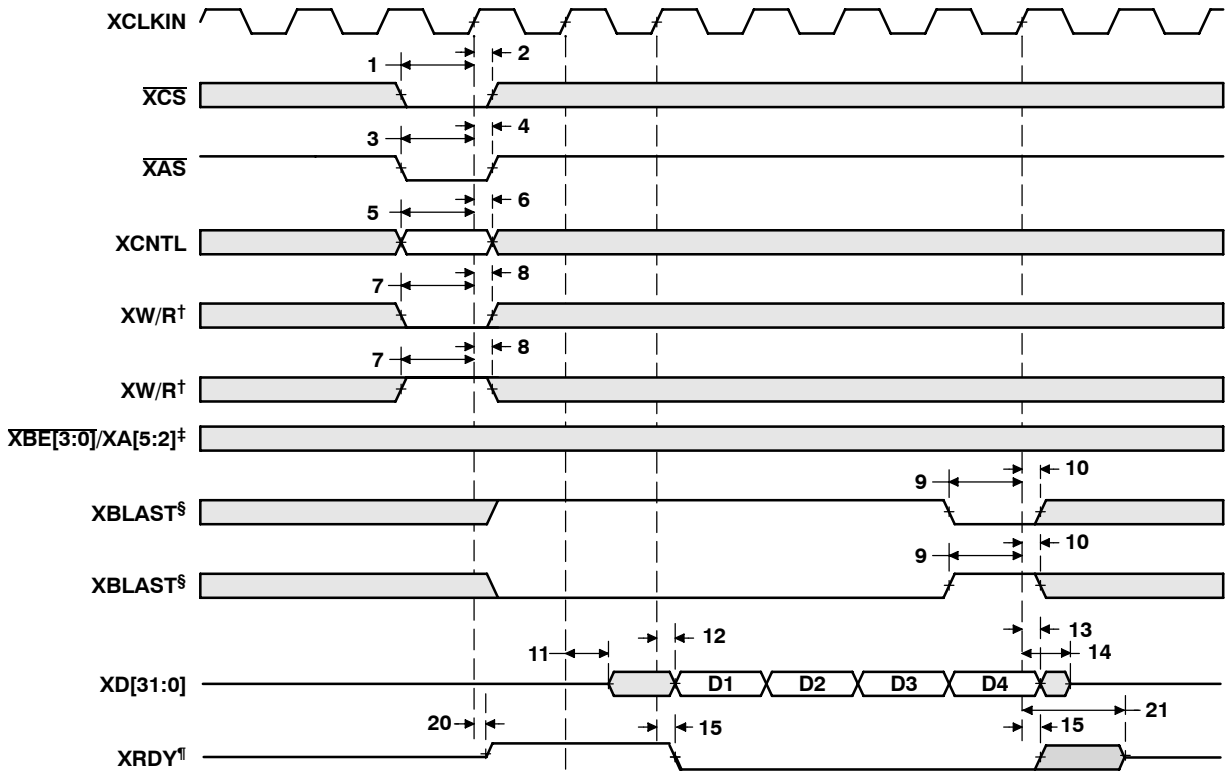 XCLKIN
1
2
XCS
3
4
XAS
5
6
XCNTL
7
8
XW/R†
7
8
XW/R†
XBE[3:0]/XA[5:2]‡
9
10
XBLAST§
9
10
XBLAST§
11
12
13
14
XD[31:0]
D1
D2
D3
D4
20
15
15
21
XRDY¶